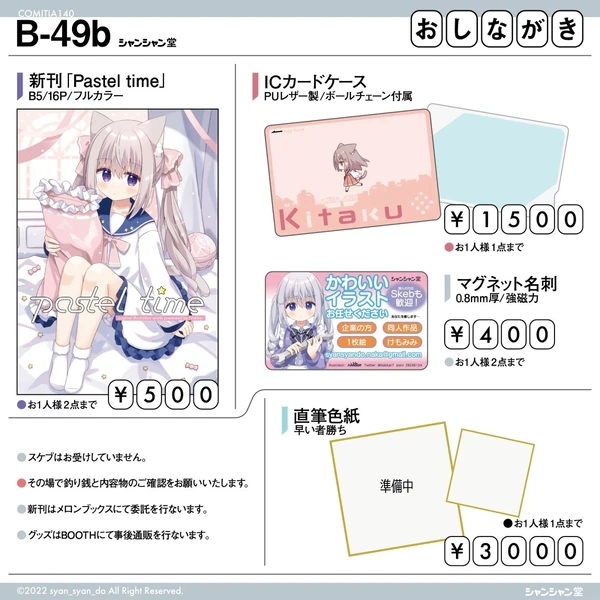 COMITIA140
B-49b シャンシャン堂
おしながき
新刊「Pastel time」
B5/16P/フルカラー
pastel time
¥500
お1人様2点まで
ICカードケース
PUレザー製/ボールチェーン付属
Kitaku
¥1500
お1人様1点まで
かわいい
イラスト
お任せください
シャンシャン堂
Skebも
歓迎!
企業の方
同人作品
1枚絵
けもみみ
syansyando.noka@gmail.com
マグネット名刺
0.8mm厚/強磁力
¥400
お1人様2点まで
直筆色紙
早い者勝ち
準備中
お1人様1点まで
¥3000
スケブはお受けしていません。
その場で釣り銭と内容物のご確認をお願いいたします。
新刊はメロンブックスにて委託を行ないます。
グッズはBOOTHにて事後通販を行ないます。
©2022 syan_syan_do All Right Reserved.
シャンシャン堂